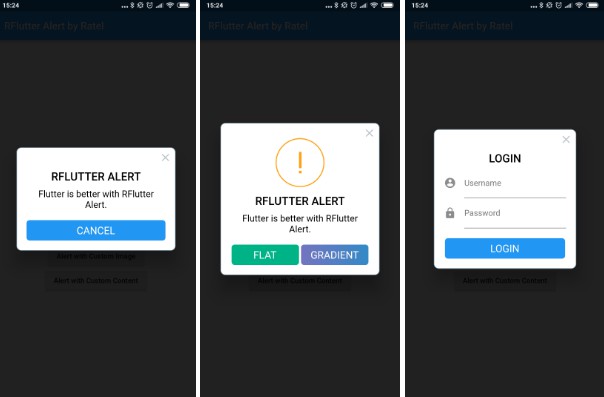 15:24
RFlutter Alert by Ratel
RFLUTTER ALERT
Flutter is better with RFlutter
Alert.
CANCEL
Alert with Custom Image
Alert with Custom Content
15:24
RFlutter Alert by Ratel
!
RFLUTTER ALERT
Flutter is better with RFlutter
Alert.
FLAT
GRADIENT
Alert with Custom Content
15:24
RFlutter Alert by Ratel
LOGIN
Username
Password
LOGIN
Alert with Custom Content